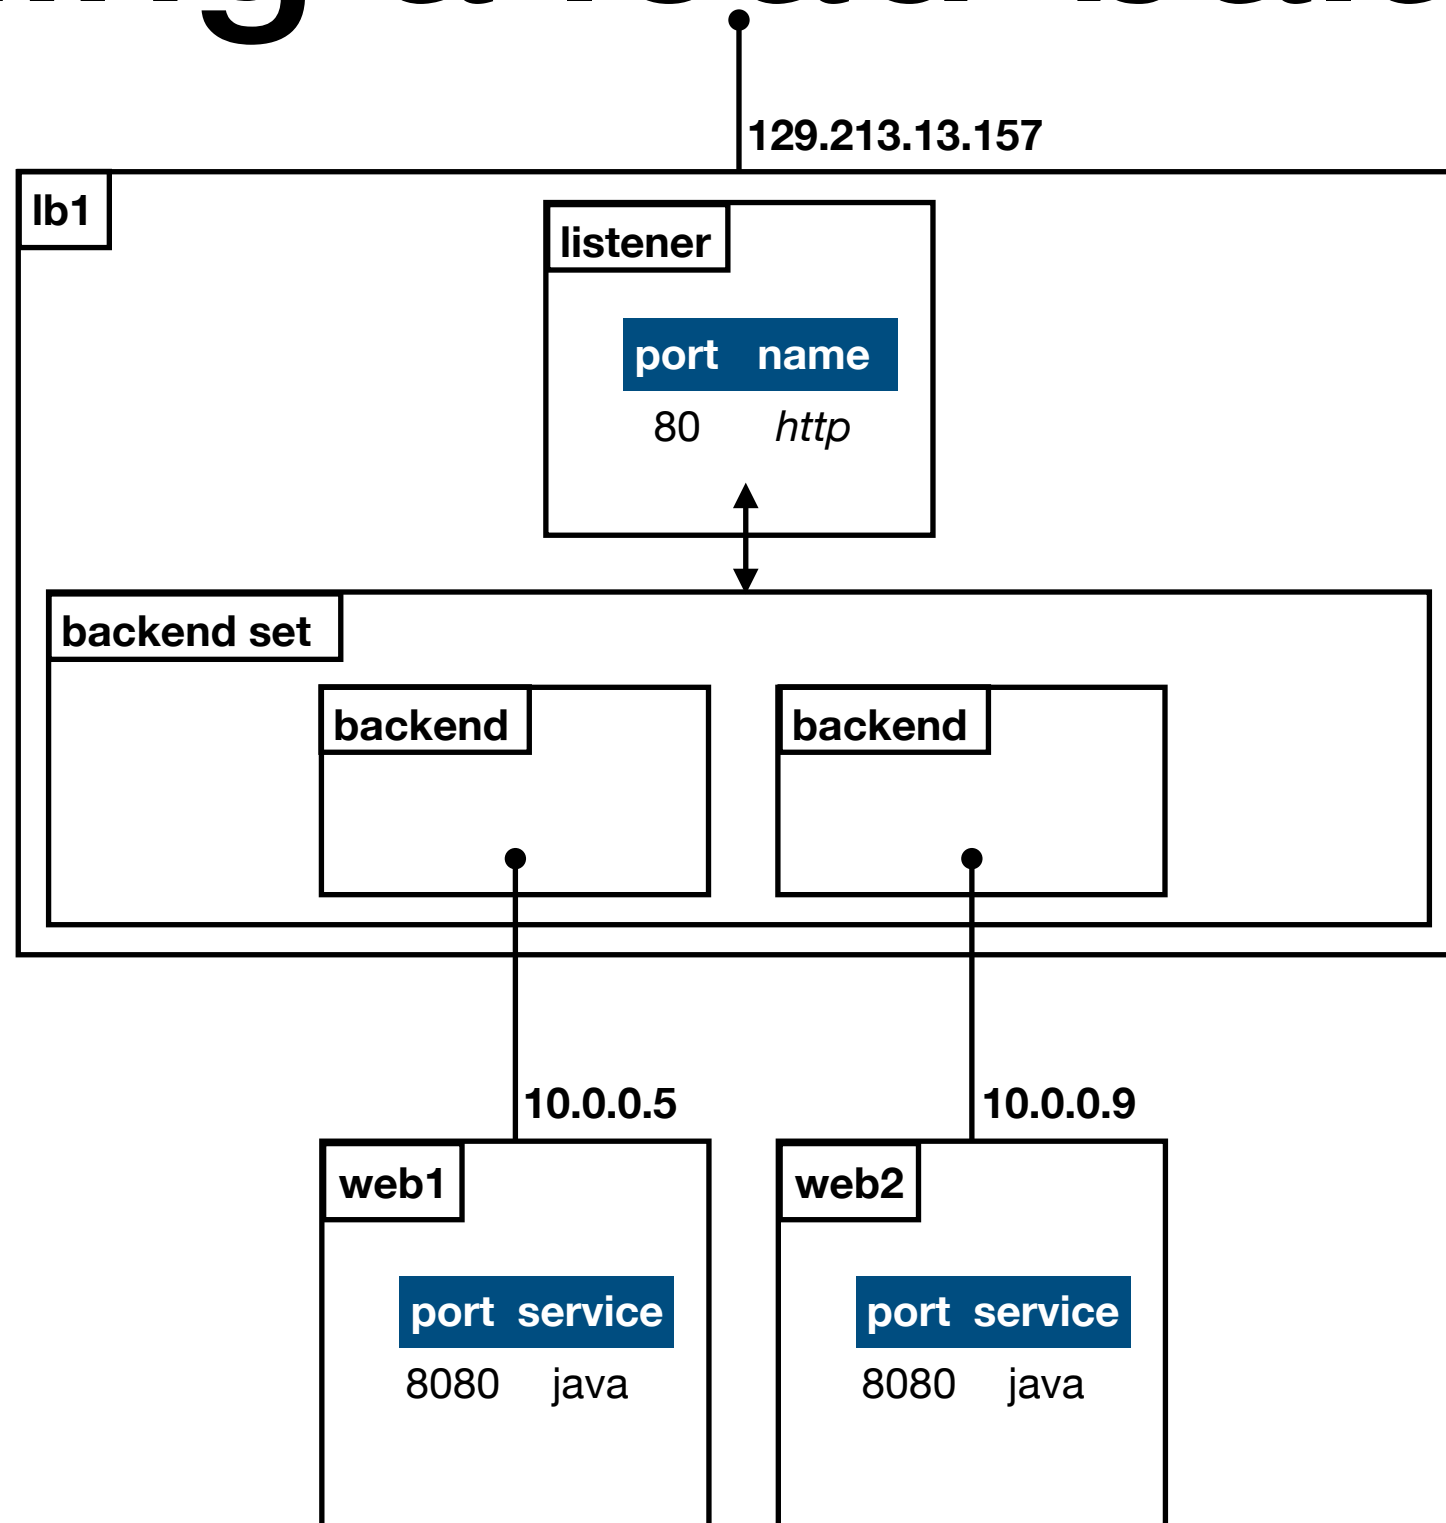 129.213.13.157
lb1
listener
port name
80 http
backend set
backend backend
10.0.0.5 10.0.0.9
web1 web2
port service port service
8080 java 8080 java